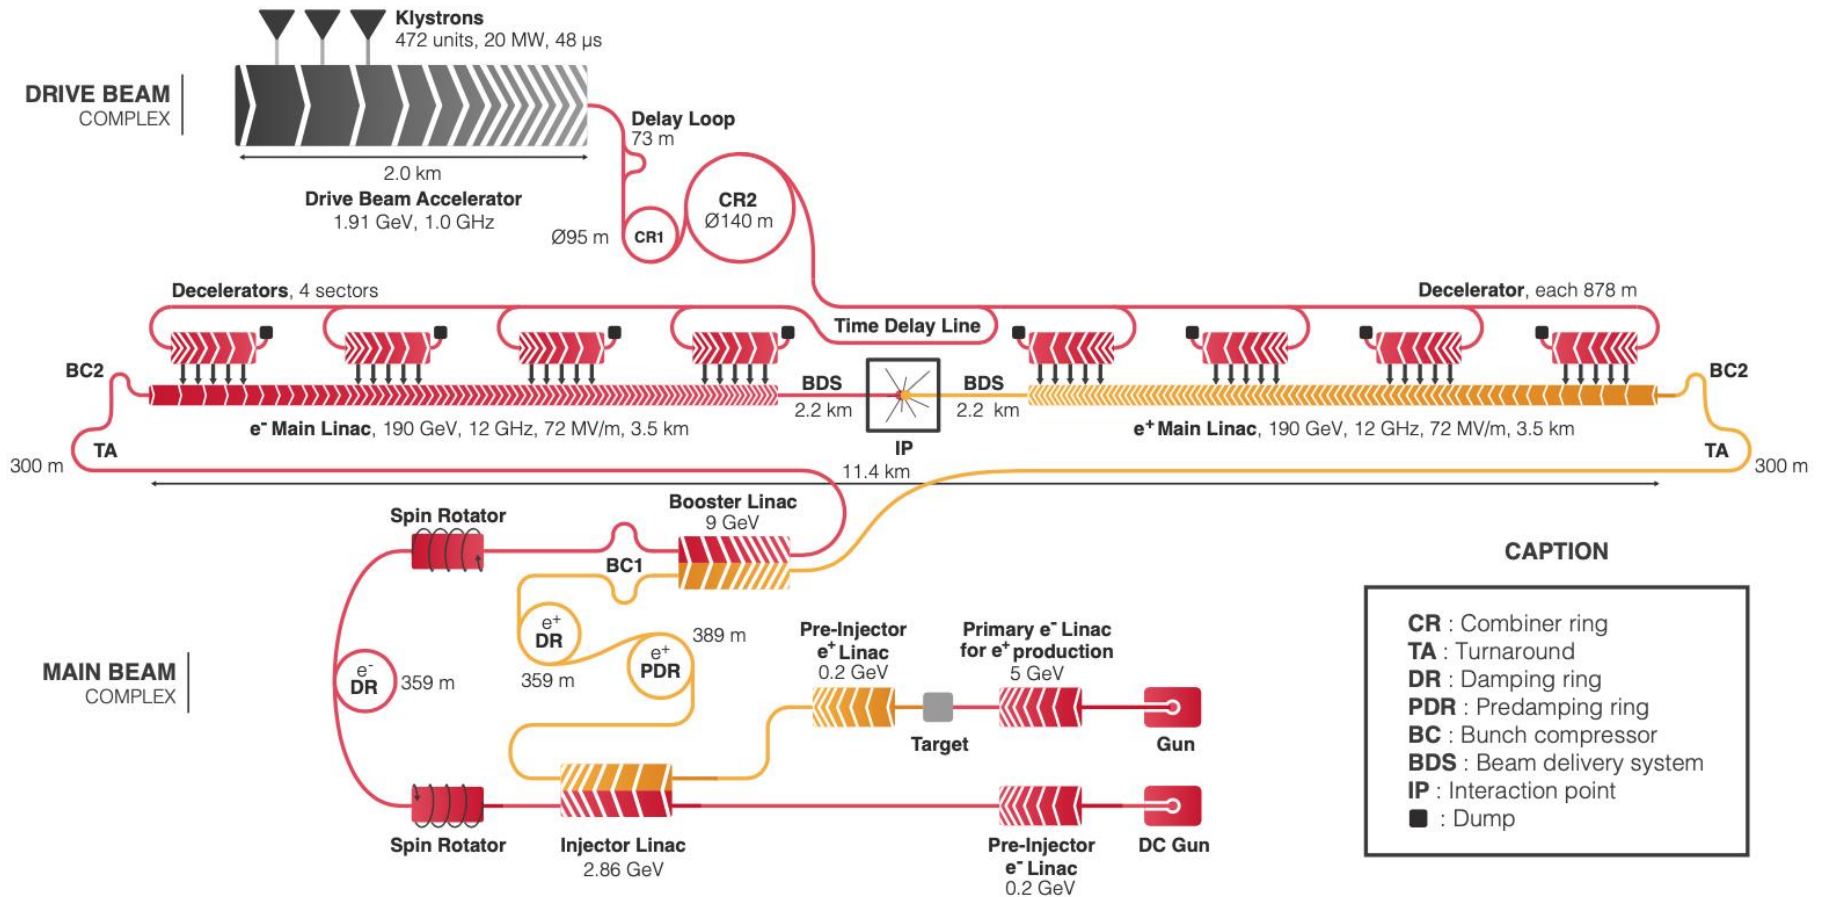 Klystrons
472 units, 20 MW, 48 µs
DRIVE BEAM
COMPLEX
2.0 km
Drive Beam Accelerator
1.91 GeV, 1.0 GHz
Delay Loop
73 m
CR2
Ø140 m
Ø95 m
CR1
Decelerators, 4 sectors
Decelerator, each 878 m
Time Delay Line
BC2
BDS
2.2 km
BDS
2.2 km
BC2
e⁻ Main Linac, 190 GeV, 12 GHz, 72 MV/m, 3.5 km
IP
e⁺ Main Linac, 190 GeV, 12 GHz, 72 MV/m, 3.5 km
TA
300 m
TA
300 m
11.4 km
Booster Linac
9 GeV
Spin Rotator
BC1
e⁺
DR
359 m
e⁺
PDR
389 m
MAIN BEAM
COMPLEX
e⁻
DR
359 m
Pre-Injector
e⁺ Linac
0.2 GeV
Primary e⁻ Linac
for e⁺ production
5 GeV
Target
Gun
Spin Rotator
Injector Linac
2.86 GeV
Pre-Injector
e⁻ Linac
0.2 GeV
DC Gun
CAPTION
CR : Combiner ring
TA : Turnaround
DR : Damping ring
PDR : Predamping ring
BC : Bunch compressor
BDS : Beam delivery system
IP : Interaction point
: Dump